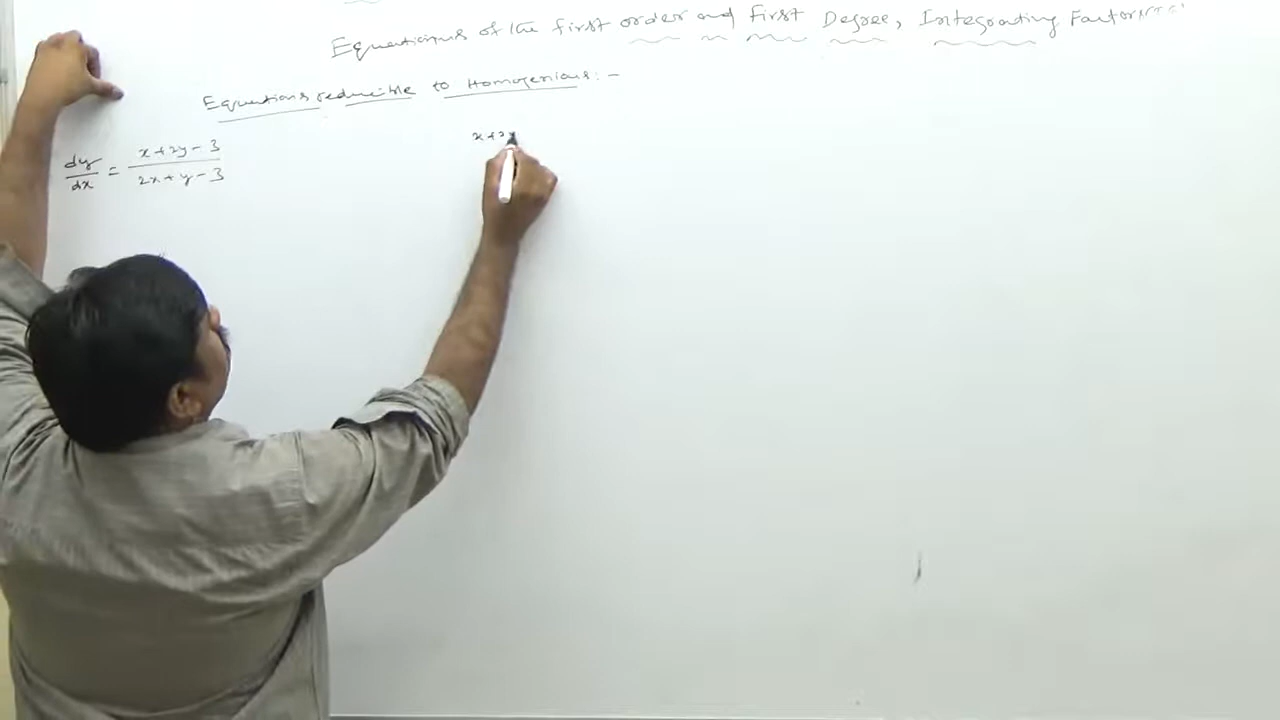 Equations of the first order and First Degree, Integrating Factors
Equations reducible to Homogenious:-
dy/dx = x+2y-3/2x+y-3
x+2y